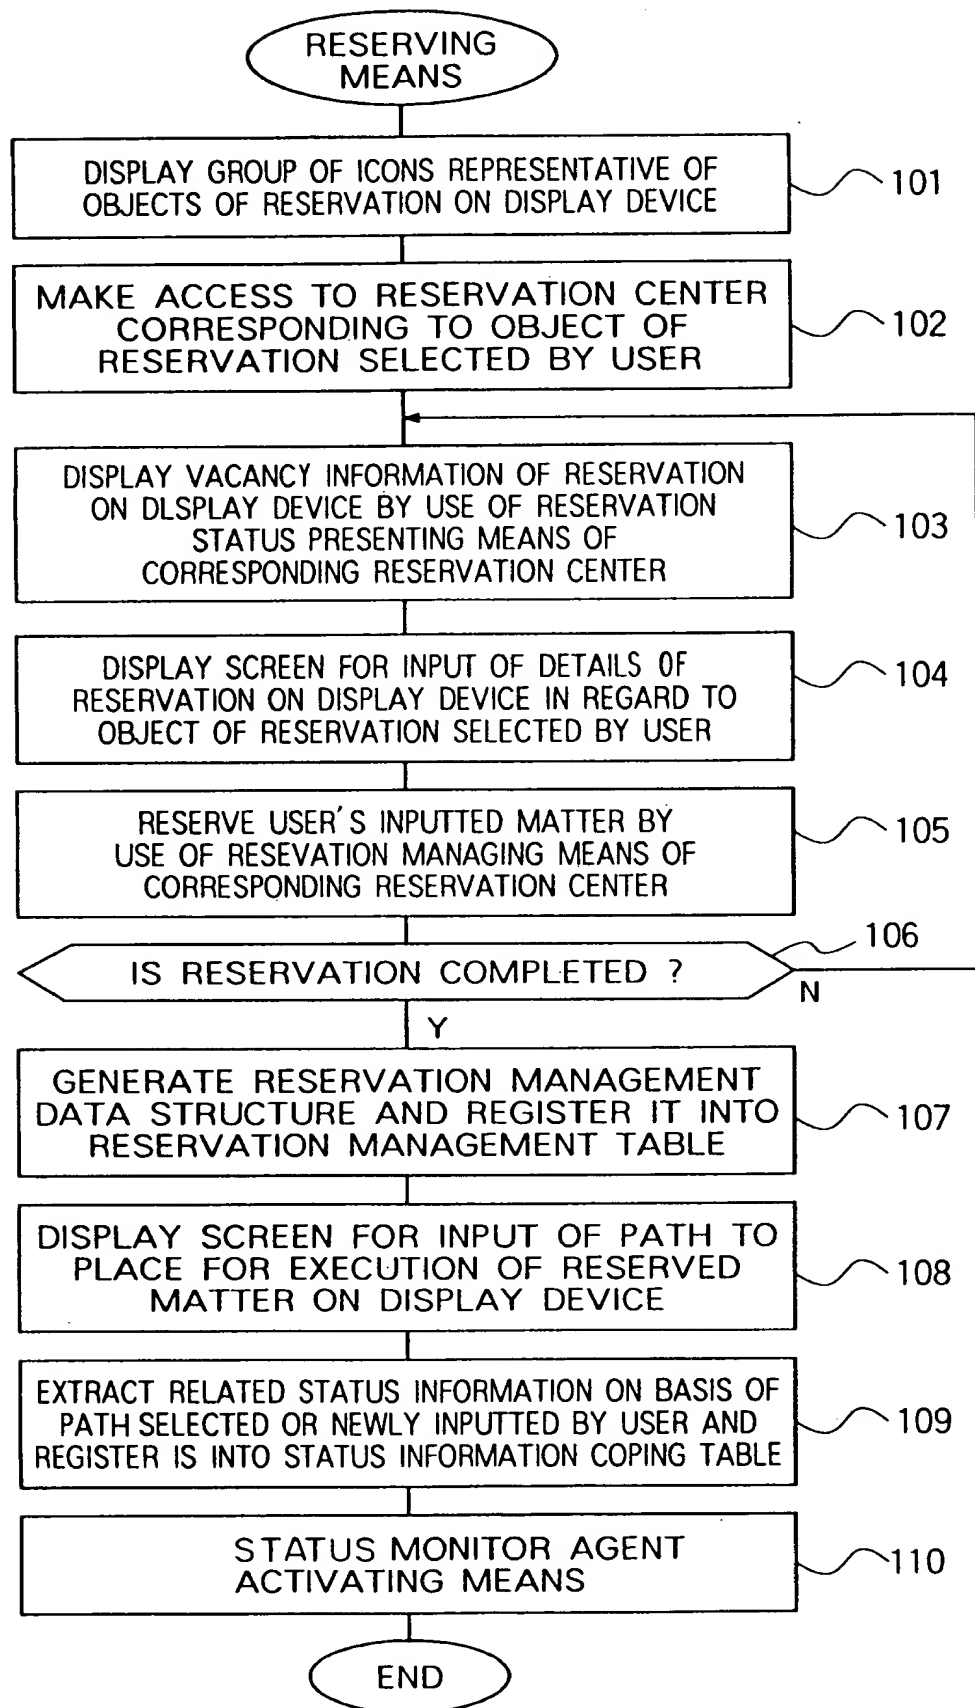 RESERVING
MEANS
DISPLAY GROUP OF ICONS REPRESENTATIVE OF
OBJECTS OF RESERVATION ON DISPLAY DEVICE
101
MAKE ACCESS TO RESERVATION CENTER
CORRESPONDING TO OBJECT OF
RESERVATION SELECTED BY USER
102
DISPLAY VACANCY INFORMATION OF RESERVATION
ON DLSPLAY DEVICE BY USE OF RESERVATION
STATUS PRESENTING MEANS OF
CORRESPONDING RESERVATION CENTER
103
DISPLAY SCREEN FOR INPUT OF DETAILS OF
RESERVATION ON DISPLAY DEVICE IN REGARD TO
OBJECT OF RESERVATION SELECTED BY USER
104
RESERVE USER'S INPUTTED MATTER BY
USE OF RESEVATION MANAGING MEANS OF
CORRESPONDING RESERVATION CENTER
105
IS RESERVATION COMPLETED ?
106
N
Y
GENERATE RESERVATION MANAGEMENT
DATA STRUCTURE AND REGISTER IT INTO
RESERVATION MANAGEMENT TABLE
107
DISPLAY SCREEN FOR INPUT OF PATH TO
PLACE FOR EXECUTION OF RESERVED
MATTER ON DISPLAY DEVICE
108
EXTRACT RELATED STATUS INFORMATION ON BASIS OF
PATH SELECTED OR NEWLY INPUTTED BY USER AND
REGISTER IS INTO STATUS INFORMATION COPING TABLE
109
STATUS MONITOR AGENT
ACTIVATING MEANS
110
END